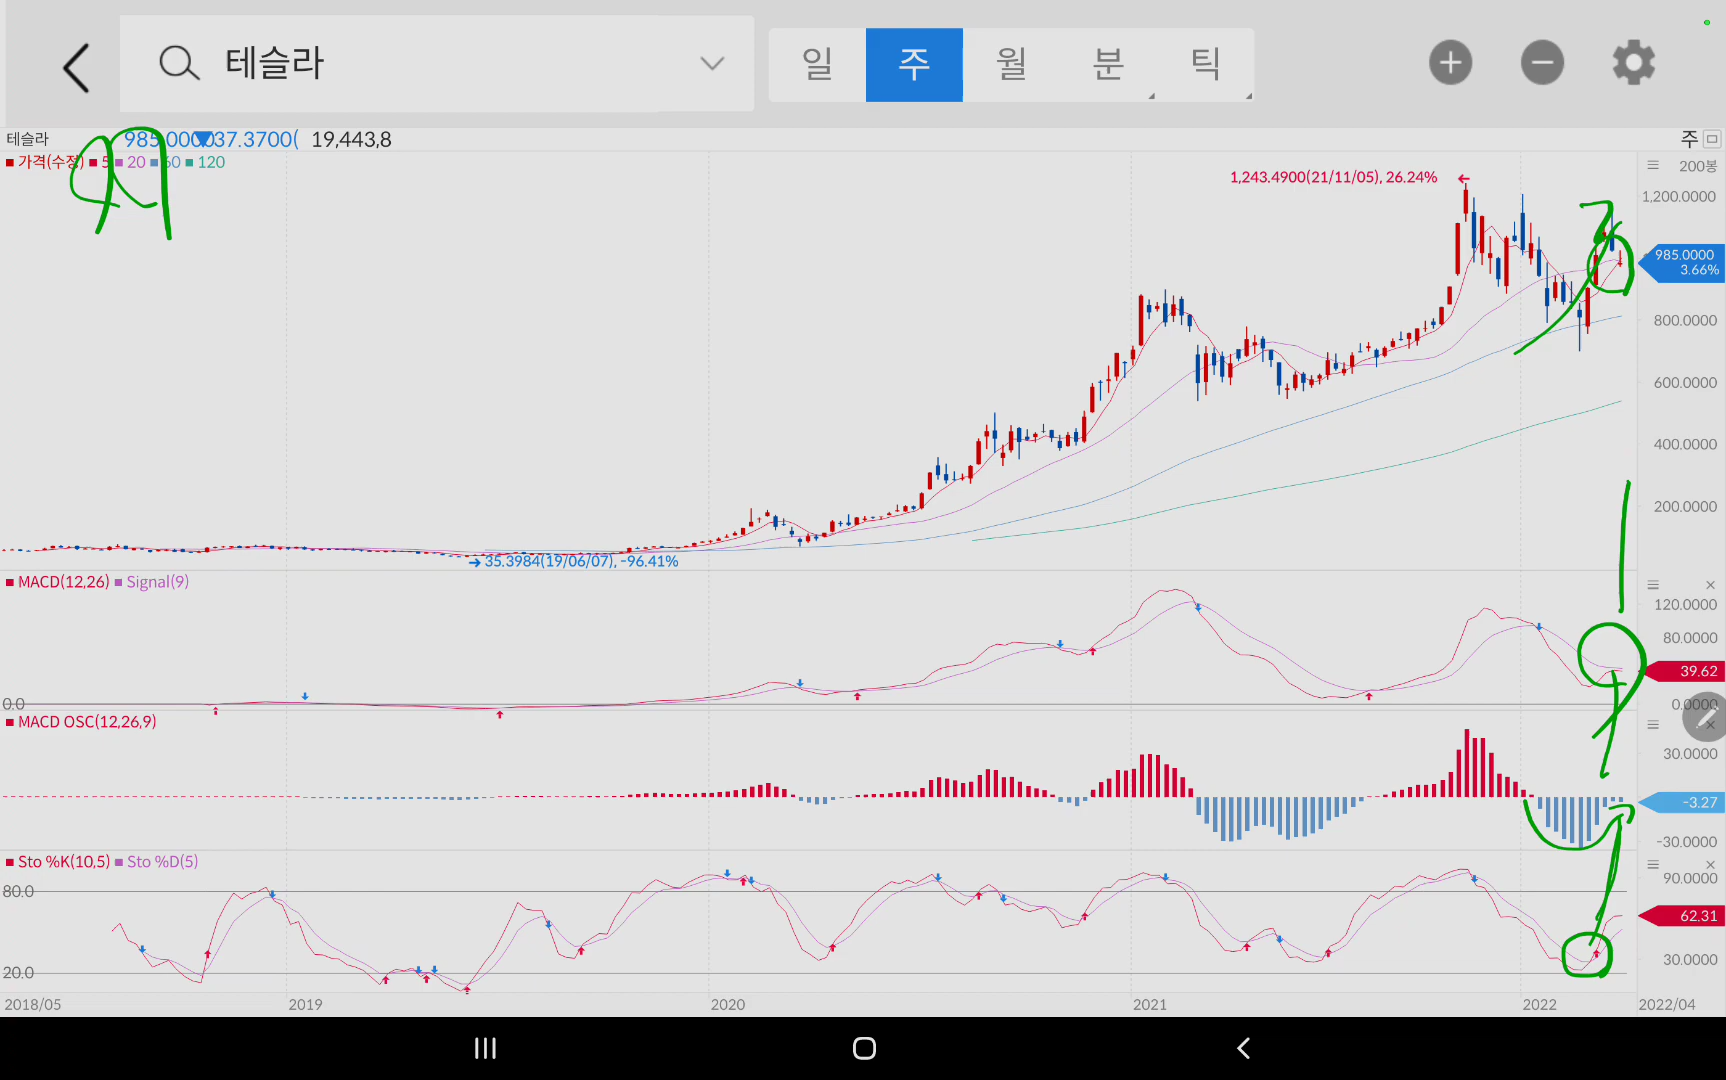 테슬라
일 주 월 분 틱
테슬라 985.0000 ▼37.3700( 19,443,8 주
가격(수정) 5 20 60 120 200봉
1,243.4900(21/11/05), 26.24%
1,200.0000
985.0000
3.66%
800.0000
600.0000
400.0000
200.0000
35.3984(19/06/07), -96.41%
MACD(12,26) Signal(9)
120.0000
80.0000
39.62
0.0 0.0000
MACD OSC(12,26,9)
30.0000
-3.27
-30.0000
Sto %K(10,5) Sto %D(5)
90.0000
80.0
62.31
30.0000
20.0
2018/05 2019 2020 2021 2022 2022/04